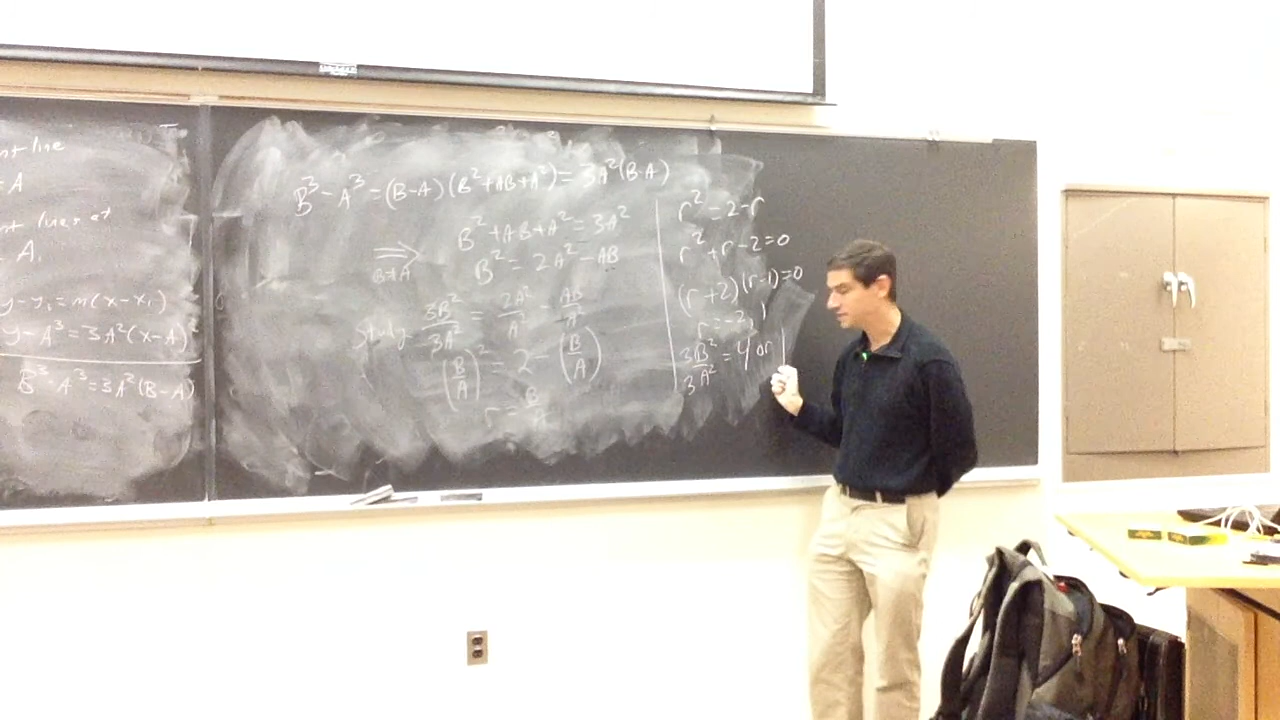 nt line
= A
nt lines at
= A.
y-y₁=m(x-x₁)
y-A³=3A²(x-A)
B³-A³=3A²(B-A)
B³-A³=(B-A)(B²+AB+A²)=3A²(B-A)
B²+AB+A²=3A²
⟹
B≠A
B²=2A²-AB
Study 3B²/3A² = 2A²/A² - AB/A²
(B/A)²=2-(B/A)
r=B/A
r²=2-r
r²+r-2=0
(r+2)(r-1)=0
r=-2,1
3B²/3A²=4 or 1